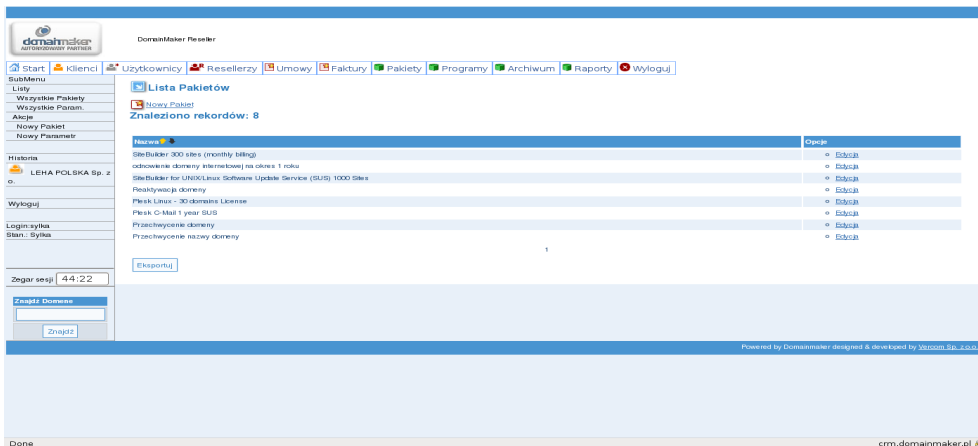 domainmaker
AUTORYZOWANY PARTNER
DomainMaker Reseller
Start Klienci Użytkownicy Resellerzy Umowy Faktury Pakiety Programy Archiwum Raporty Wyloguj
SubMenu
Listy
Wszystkie Pakiety
Wszystkie Param.
Akcje
Nowy Pakiet
Nowy Parametr
Historia
LEHA POLSKA Sp. z
o.
Wyloguj
Login:sylka
Stan.: Sylka
Zegar sesji 44:22
Znajdz Domene
Znajdź
Lista Pakietów
Nowy Pakiet
Znaleziono rekordów: 8
Nazwa Opcje
SiteBuilder 300 sites (monthly billing) Edycja
odnowienie domeny internetowej na okres 1 roku Edycja
SiteBuilder for UNIX/Linux Software Update Service (SUS) 1000 Sites Edycja
Reaktywacja domeny Edycja
Plesk Linux - 30 domains License Edycja
Plesk C-Mail 1 year SUS Edycja
Przechwycenie domeny Edycja
Przechwycenie nazwy domeny Edycja
1
Eksportuj
Powered by Domainmaker designed & developed by Vercom Sp. z o.o.
Done crm.domainmaker.pl